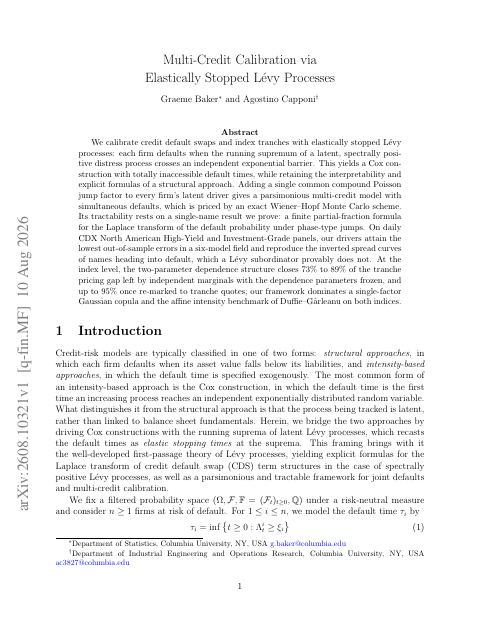 Multi-Credit Calibration via
Elastically Stopped Lévy Processes
Graeme Baker* and Agostino Capponi†
Abstract
We calibrate credit default swaps and index tranches with elastically stopped Lévy
processes: each firm defaults when the running supremum of a latent, spectrally posi-
tive distress process crosses an independent exponential barrier. This yields a Cox con-
struction with totally inaccessible default times, while retaining the interpretability and
explicit formulas of a structural approach. Adding a single common compound Poisson
jump factor to every firm's latent driver gives a parsimonious multi-credit model with
simultaneous defaults, which is priced by an exact Wiener–Hopf Monte Carlo scheme.
Its tractability rests on a single-name result we prove: a finite partial-fraction formula
for the Laplace transform of the default probability under phase-type jumps. On daily
CDX North American High-Yield and Investment-Grade panels, our drivers attain the
lowest out-of-sample errors in a six-model field and reproduce the inverted spread curves
of names heading into default, which a Lévy subordinator provably does not. At the
index level, the two-parameter dependence structure closes 73% to 89% of the tranche
pricing gap left by independent marginals with the dependence parameters frozen, and
up to 95% once re-marked to tranche quotes; our framework dominates a single-factor
Gaussian copula and the affine intensity benchmark of Duffie–Gârleanu on both indices.
1 Introduction
Credit-risk models are typically classified in one of two forms: structural approaches, in
which each firm defaults when its asset value falls below its liabilities, and intensity-based
approaches, in which the default time is specified exogenously. The most common form of
an intensity-based approach is the Cox construction, in which the default time is the first
time an increasing process reaches an independent exponentially distributed random variable.
What distinguishes it from the structural approach is that the process being tracked is latent,
rather than linked to balance sheet fundamentals. Herein, we bridge the two approaches by
driving Cox constructions with the running supremum of latent Lévy processes, which recasts
the default times as elastic stopping times at the suprema. This framing brings with it
the well-developed first-passage theory of Lévy processes, yielding explicit formulas for the
Laplace transform of credit default swap (CDS) term structures in the case of spectrally
positive Lévy processes, as well as a parsimonious and tractable framework for joint defaults
and multi-credit calibration.
We fix a filtered probability space (Ω, ℱ, 𝔽 = (ℱₜ)ₜ≥₀, ℚ) under a risk-neutral measure
and consider n ≥ 1 firms at risk of default. For 1 ≤ i ≤ n, we model the default time τᵢ by
τᵢ = inf {t ≥ 0 : Λⁱₜ ≥ ξᵢ} (1)
*Department of Statistics, Columbia University, NY, USA g.baker@columbia.edu
†Department of Industrial Engineering and Operations Research, Columbia University, NY, USA
ac3827@columbia.edu
1
arXiv:2608.10321v1 [q-fin.MF] 10 Aug 2026